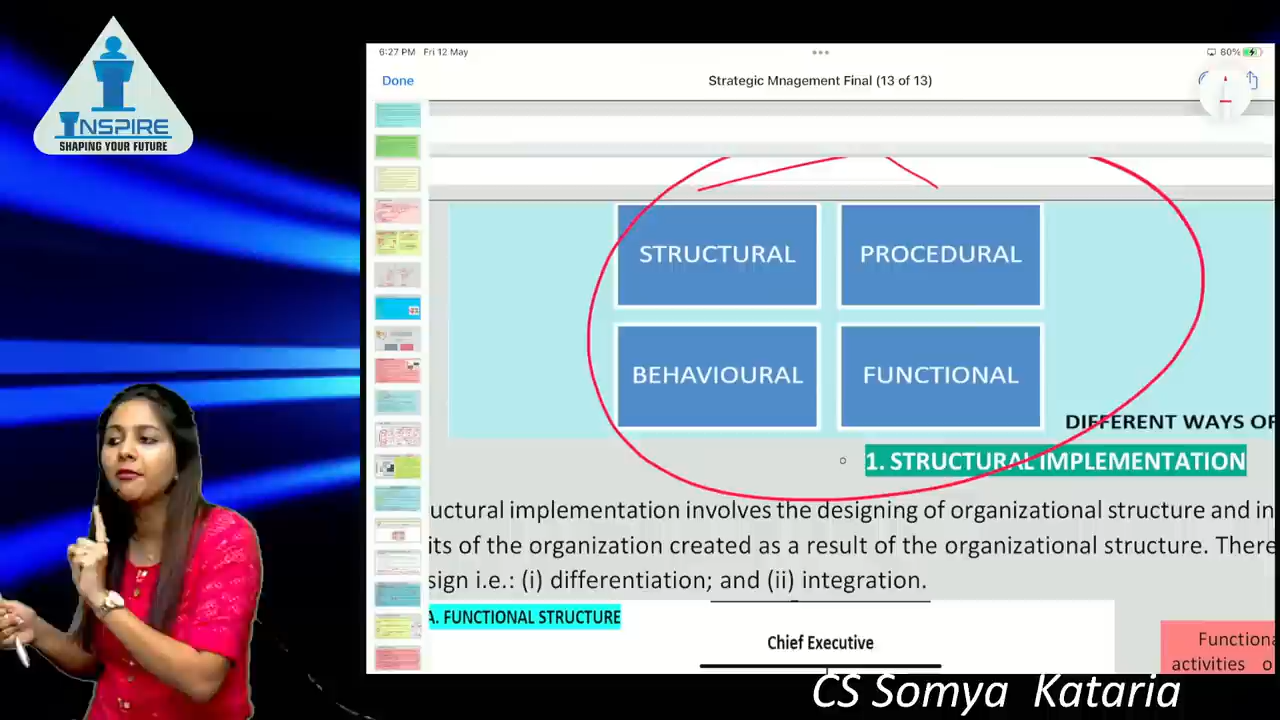 INSPIRE
SHAPING YOUR FUTURE
6:27 PM Fri 12 May
80%
Done
Strategic Mnagement Final (13 of 13)
STRUCTURAL
PROCEDURAL
BEHAVIOURAL
FUNCTIONAL
DIFFERENT WAYS OF
1. STRUCTURAL IMPLEMENTATION
uctural implementation involves the designing of organizational structure and in
its of the organization created as a result of the organizational structure. There
sign i.e.: (i) differentiation; and (ii) integration.
A. FUNCTIONAL STRUCTURE
Chief Executive
Functiona
activities o
CS Somya Kataria